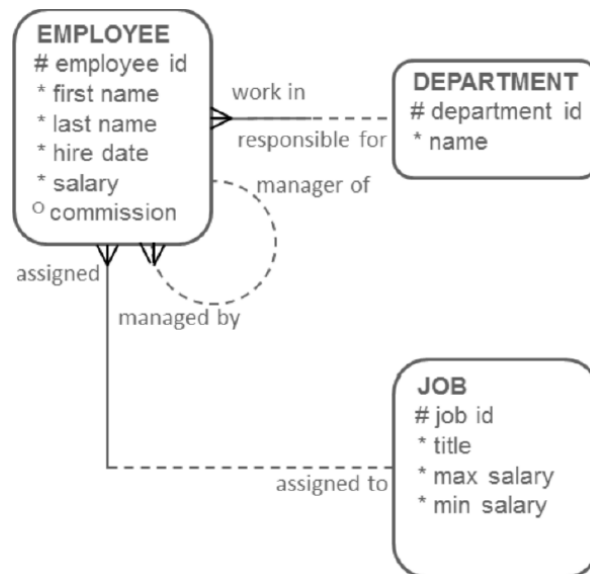 EMPLOYEE
# employee id
* first name
* last name
* hire date
* salary
o commission
work in
responsible for
DEPARTMENT
# department id
* name
manager of
managed by
assigned
assigned to
JOB
# job id
* title
* max salary
* min salary